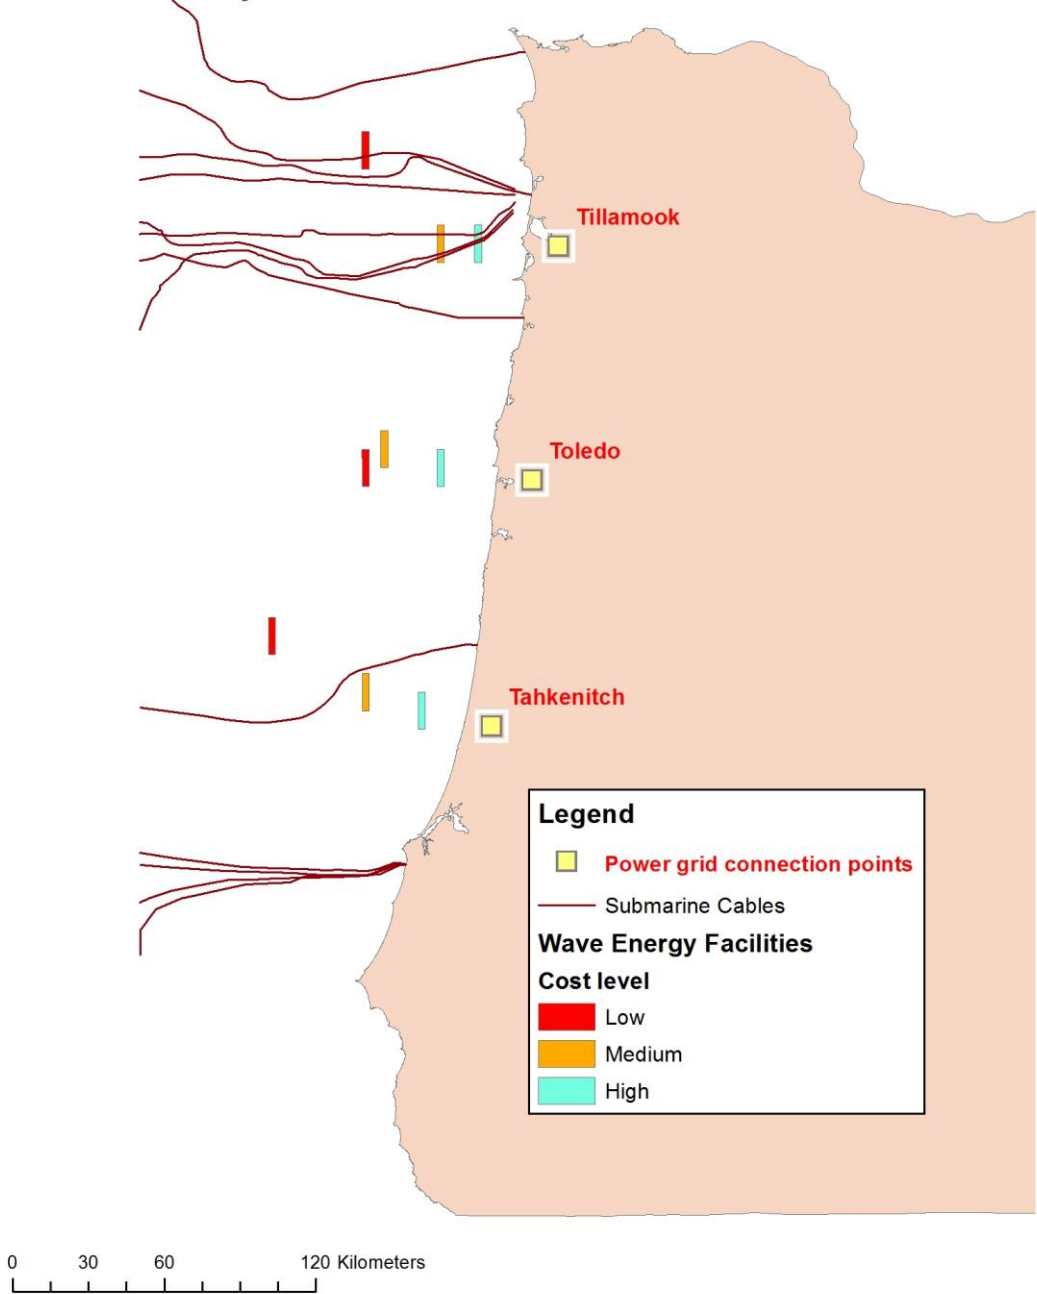 Tillamook
Toledo
Tahkenitch
Legend
Power grid connection points
Submarine Cables
Wave Energy Facilities
Cost level
Low
Medium
High
0 30 60 120 Kilometers